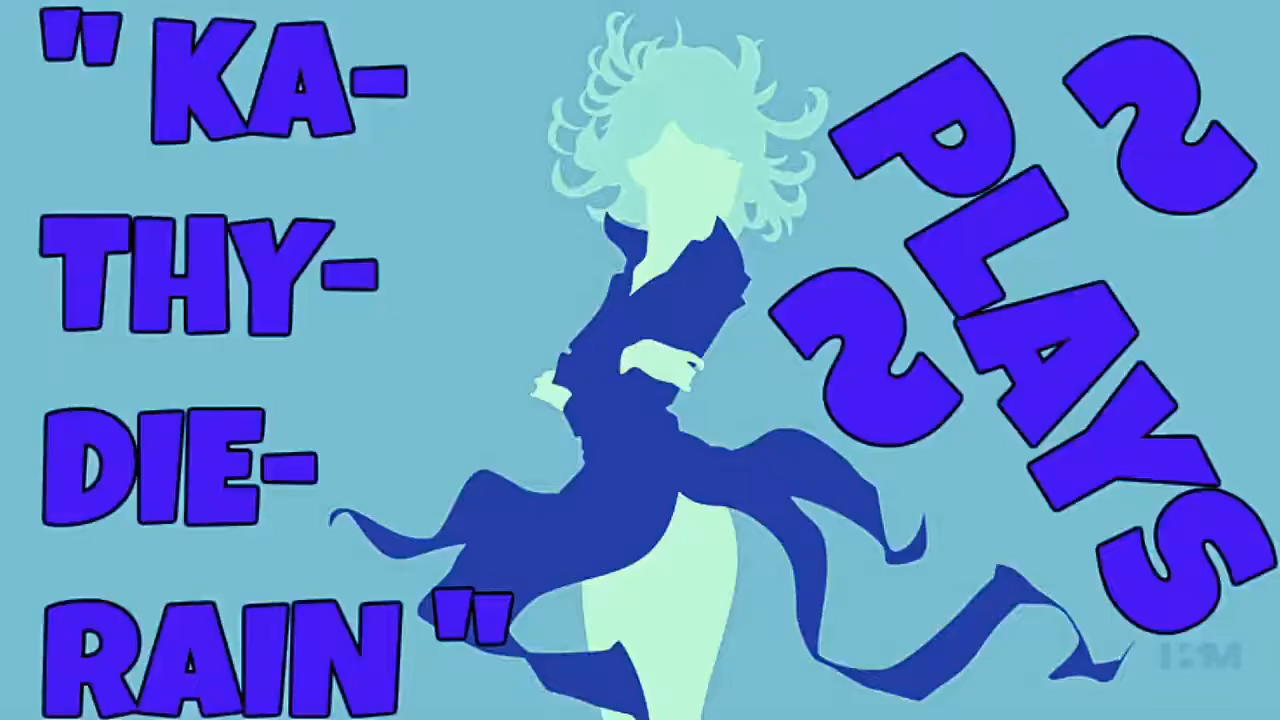 "KA-
THY-
DIE-
RAIN"
~
PLAYS
~